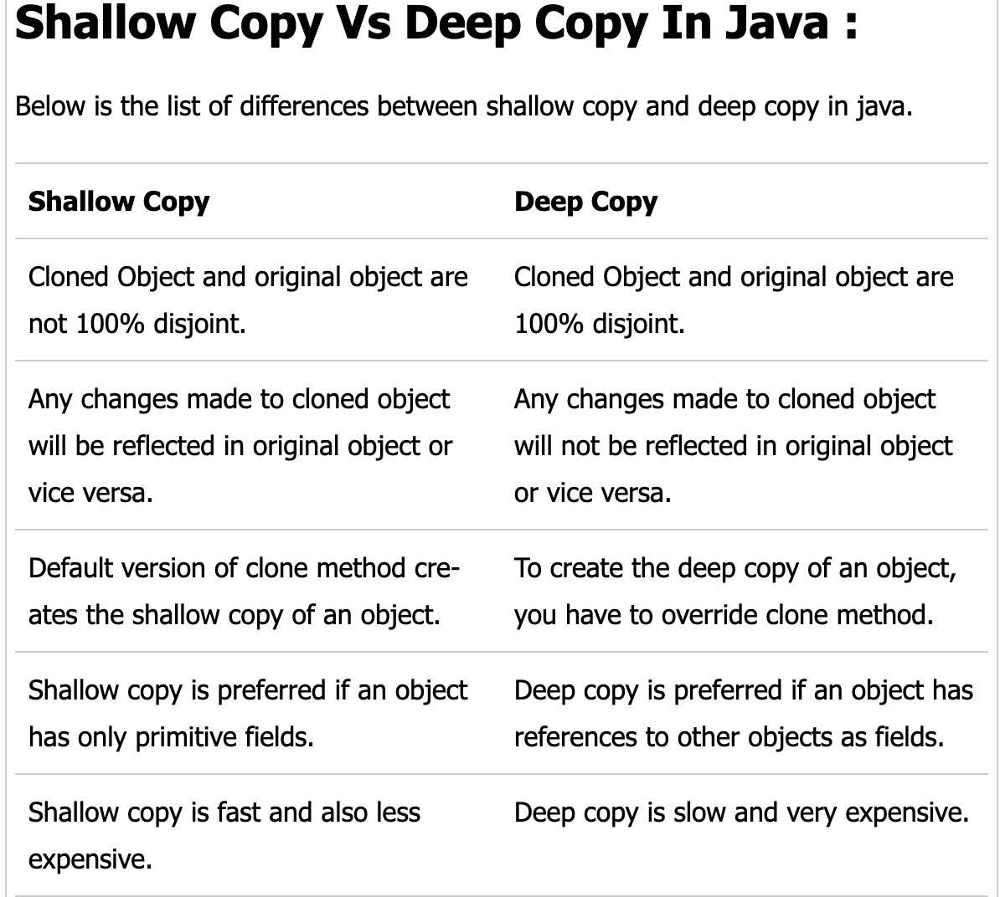 Shallow Copy Vs Deep Copy In Java :
Below is the list of differences between shallow copy and deep copy in java.
Shallow Copy
Deep Copy
Cloned Object and original object are
not 100% disjoint.
Cloned Object and original object are
100% disjoint.
Any changes made to cloned object
will be reflected in original object or
vice versa.
Any changes made to cloned object
will not be reflected in original object
or vice versa.
Default version of clone method cre-
ates the shallow copy of an object.
To create the deep copy of an object,
you have to override clone method.
Shallow copy is preferred if an object
has only primitive fields.
Deep copy is preferred if an object has
references to other objects as fields.
Shallow copy is fast and also less
expensive.
Deep copy is slow and very expensive.